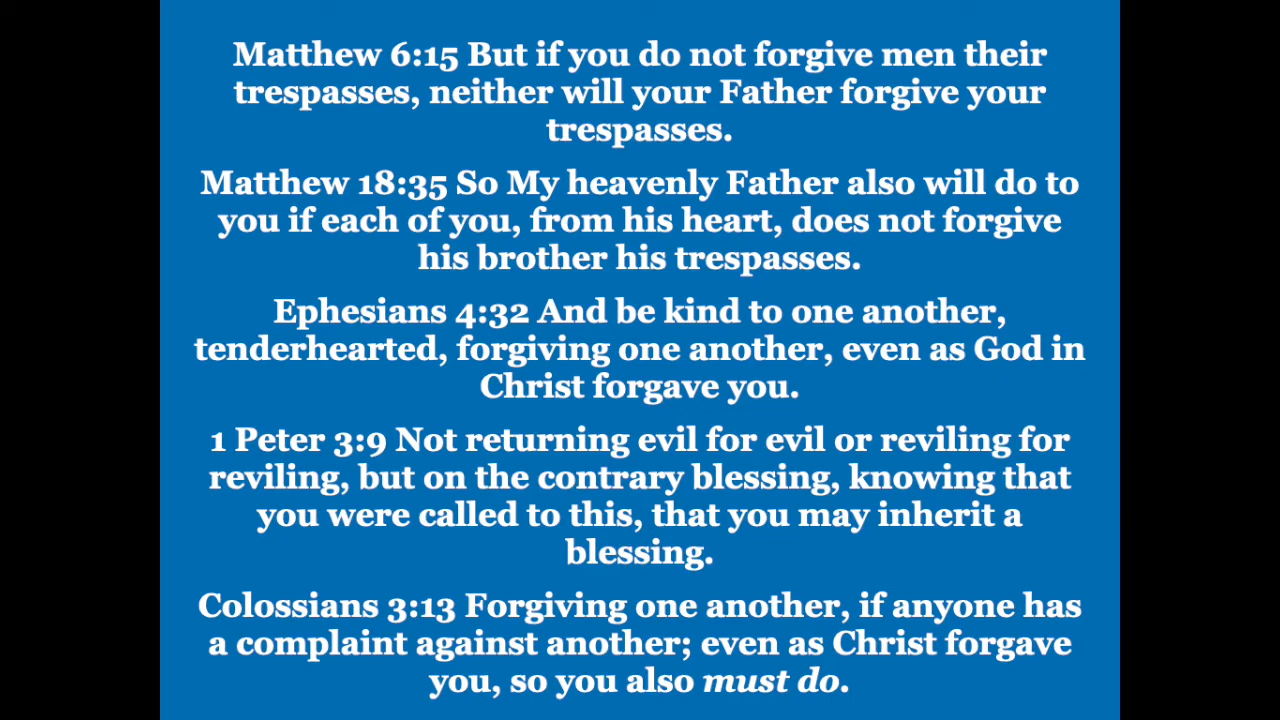 Matthew 6:15 But if you do not forgive men their
trespasses, neither will your Father forgive your
trespasses.
Matthew 18:35 So My heavenly Father also will do to
you if each of you, from his heart, does not forgive
his brother his trespasses.
Ephesians 4:32 And be kind to one another,
tenderhearted, forgiving one another, even as God in
Christ forgave you.
1 Peter 3:9 Not returning evil for evil or reviling for
reviling, but on the contrary blessing, knowing that
you were called to this, that you may inherit a
blessing.
Colossians 3:13 Forgiving one another, if anyone has
a complaint against another; even as Christ forgave
you, so you also must do.